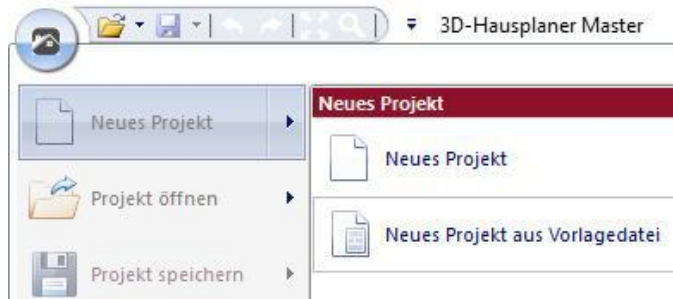 3D-Hausplaner Master
Neues Projekt
Projekt öffnen
Projekt speichern
Neues Projekt
Neues Projekt
Neues Projekt aus Vorlagedatei